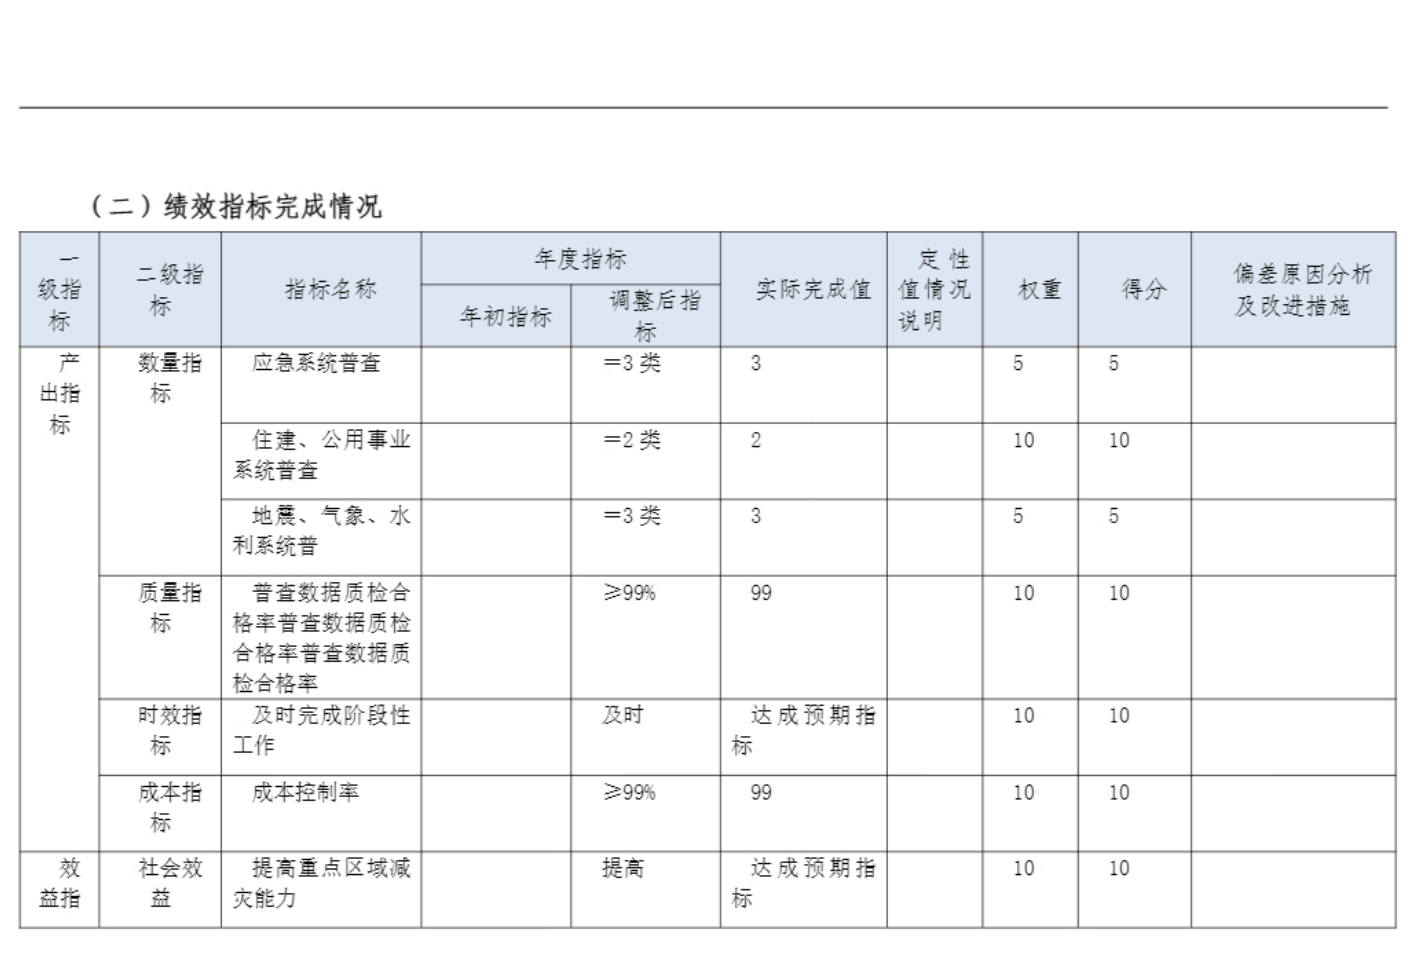 （二）绩效指标完成情况
一级指标 二级指标 指标名称 年度指标 实际完成值 定性值情况说明 权重 得分 偏差原因分析及改进措施
年初指标 调整后指标
产出指标 数量指标 应急系统普查 ＝3 类 3 5 5
住建、公用事业系统普查 ＝2 类 2 10 10
地震、气象、水利系统普 ＝3 类 3 5 5
质量指标 普查数据质检合格率普查数据质检合格率普查数据质检合格率 ≥99% 99 10 10
时效指标 及时完成阶段性工作 及时 达成预期指标 10 10
成本指标 成本控制率 ≥99% 99 10 10
效益指 社会效益 提高重点区域减灾能力 提高 达成预期指标 10 10